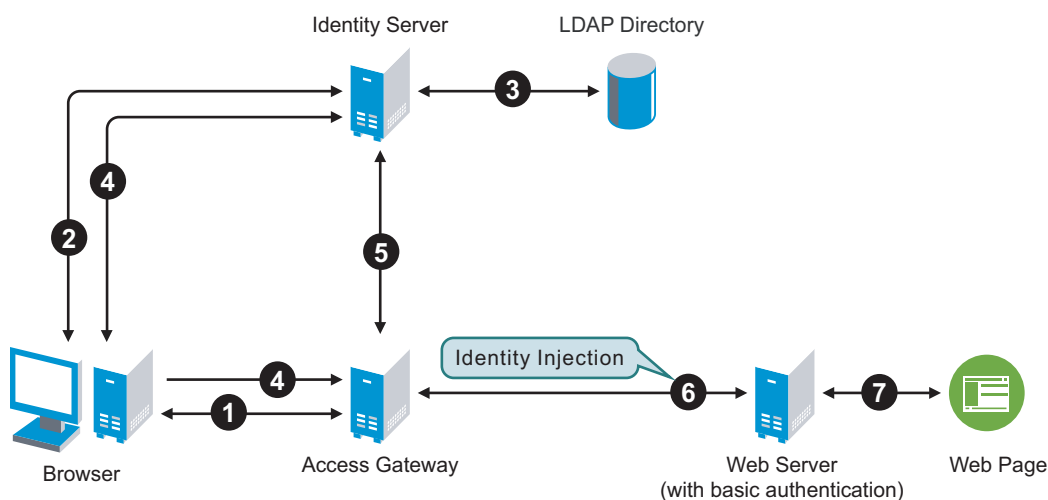 Identity Server
LDAP Directory
3
4
2
5
Identity Injection
4
6
7
1
Browser
Access Gateway
Web Server
(with basic authentication)
Web Page